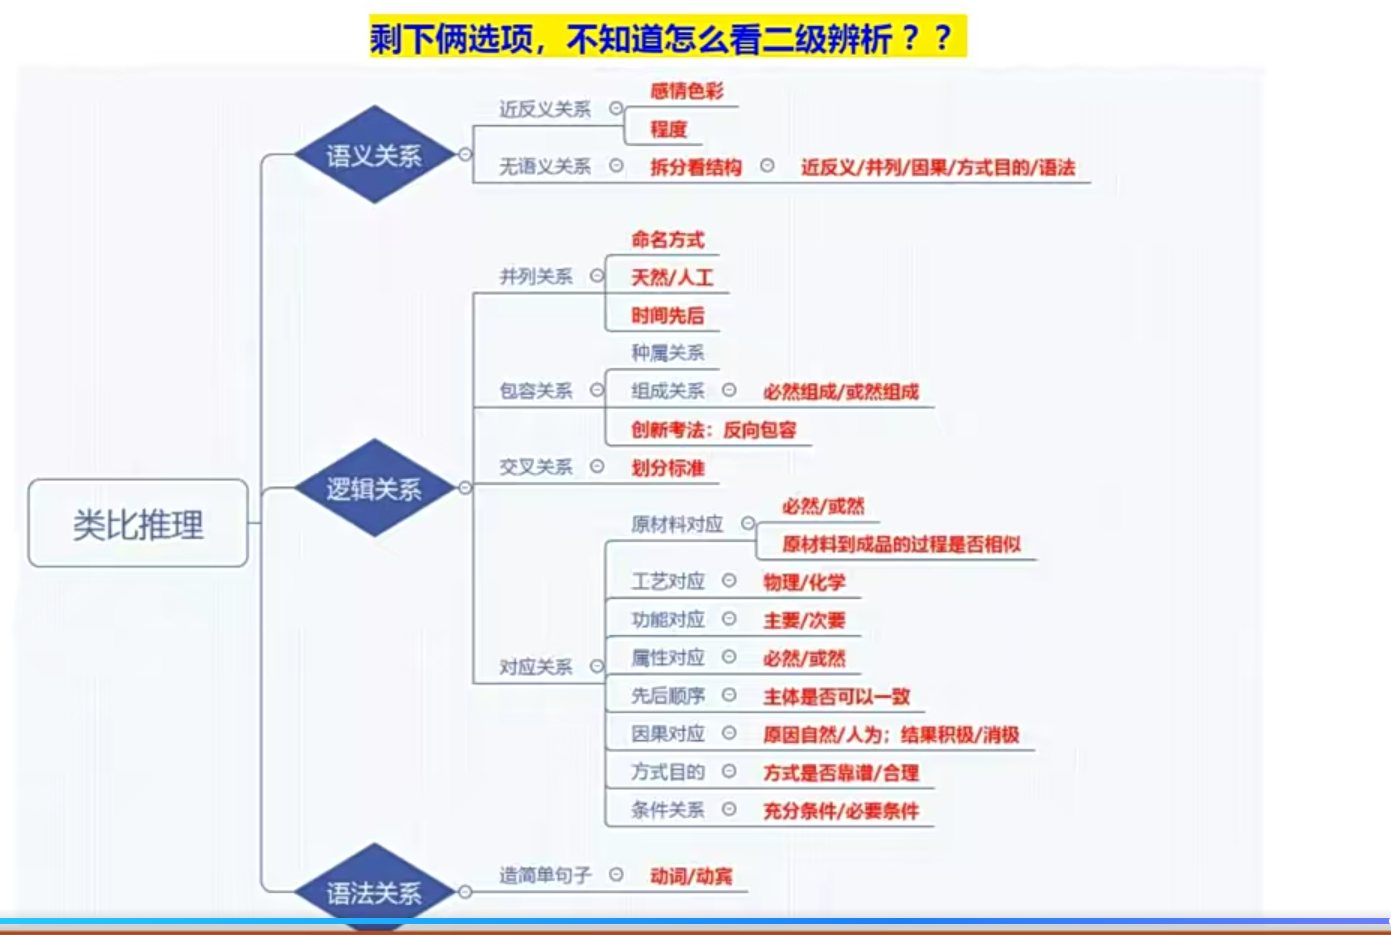 剩下俩选项，不知道怎么看二级辨析？？
类比推理
语义关系
近反义关系
感情色彩
程度
无语义关系
拆分看结构
近反义/并列/因果/方式目的/语法
逻辑关系
并列关系
命名方式
天然/人工
时间先后
包容关系
种属关系
组成关系
必然组成/或然组成
创新考法：反向包容
交叉关系
划分标准
对应关系
原材料对应
必然/或然
原材料到成品的过程是否相似
工艺对应
物理/化学
功能对应
主要/次要
属性对应
必然/或然
先后顺序
主体是否可以一致
因果对应
原因自然/人为；结果积极/消极
方式目的
方式是否靠谱/合理
条件关系
充分条件/必要条件
语法关系
造简单句子
动词/动宾